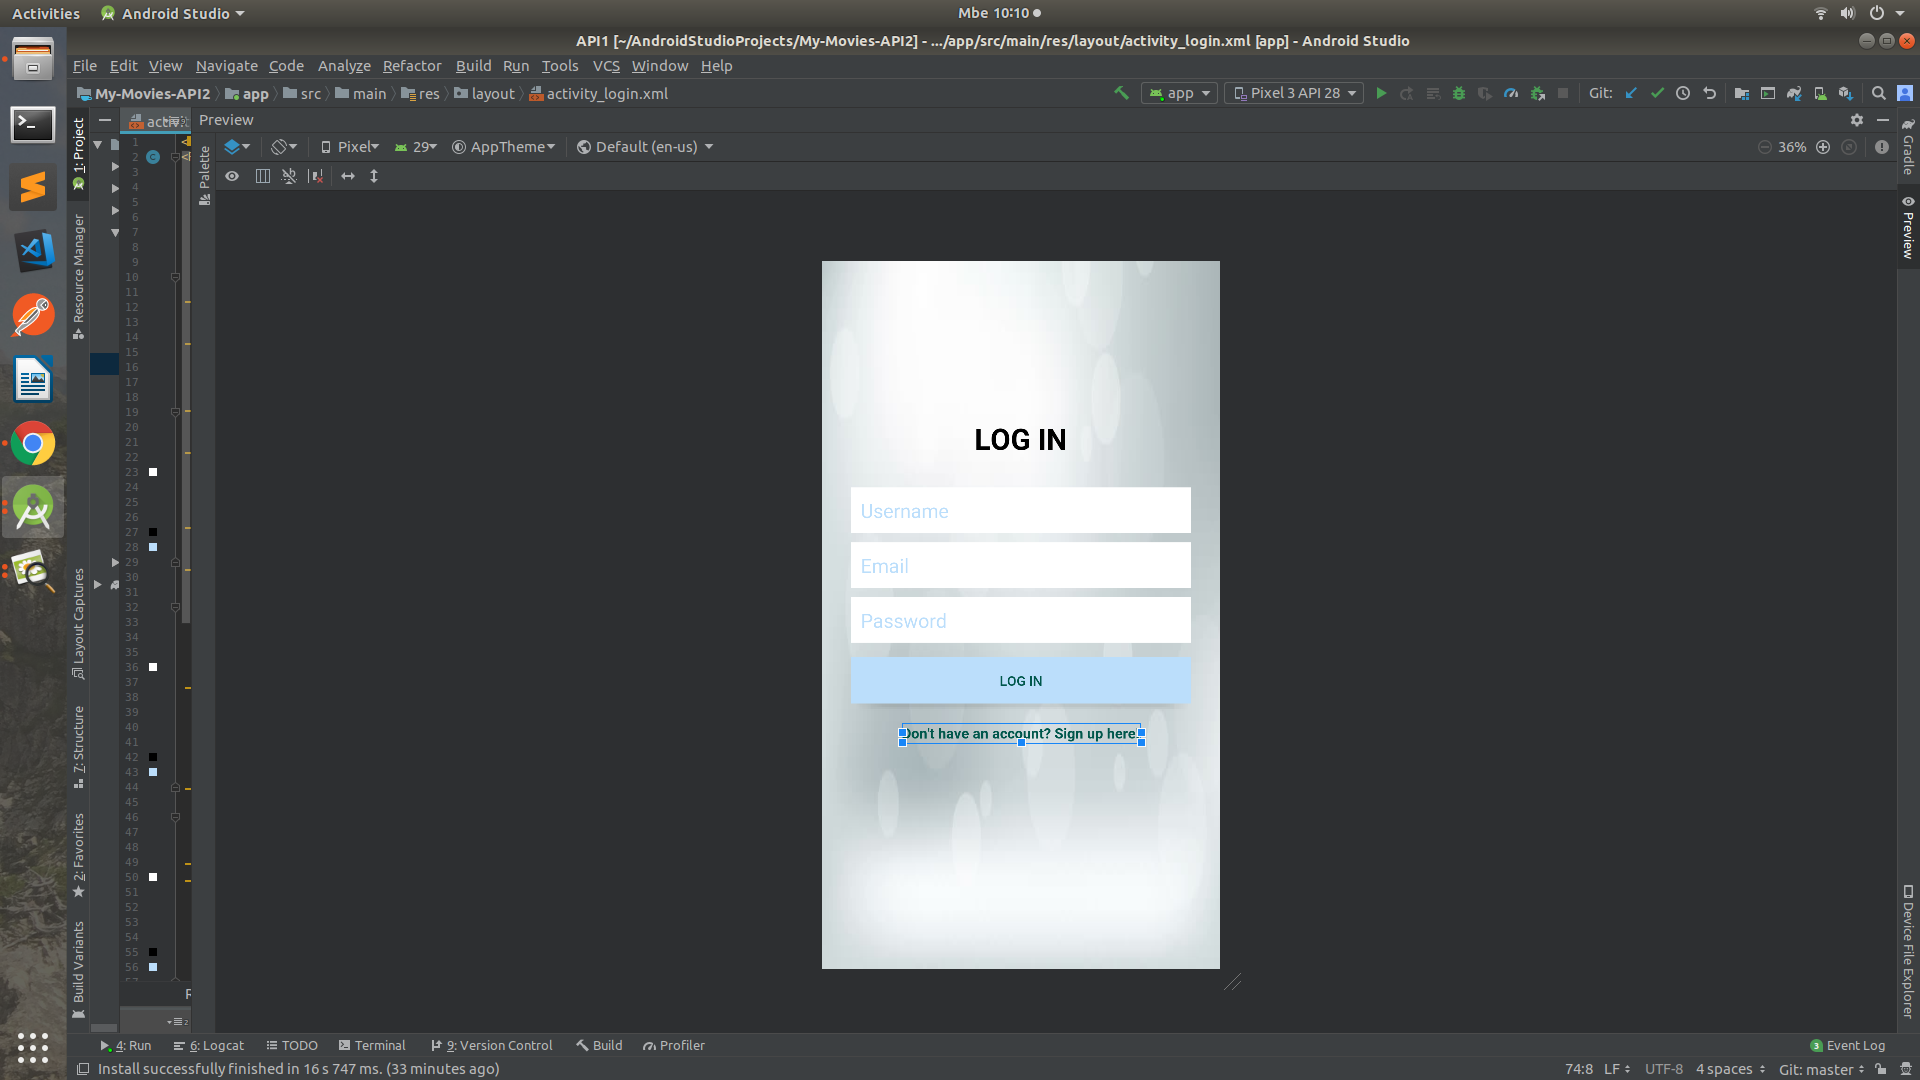 Activities
Android Studio
Mbe 10:10
API1 [~/AndroidStudioProjects/My-Movies-API2] - .../app/src/main/res/layout/activity_login.xml [app] - Android Studio
File Edit View Navigate Code Analyze Refactor Build Run Tools VCS Window Help
My-Movies-API2 app src main res layout activity_login.xml
app
Pixel 3 API 28
Git:
Preview
Pixel 29 AppTheme Default (en-us)
36%
1: Project
Resource Manager
Layout Captures
7: Structure
2: Favorites
Build Variants
Palette
1
2
3
4
5
6
7
8
9
10
11
12
13
14
15
16
17
18
19
20
21
22
23
24
25
26
27
28
29
30
31
32
33
34
35
36
37
38
39
40
41
42
43
44
45
46
47
48
49
50
51
52
53
54
55
56
LOG IN
Username
Email
Password
LOG IN
Don't have an account? Sign up here
Gradle
Preview
Device File Explorer
4: Run 6: Logcat TODO Terminal 9: Version Control Build Profiler
3 Event Log
Install successfully finished in 16 s 747 ms. (33 minutes ago)
74:8 LF UTF-8 4 spaces Git: master